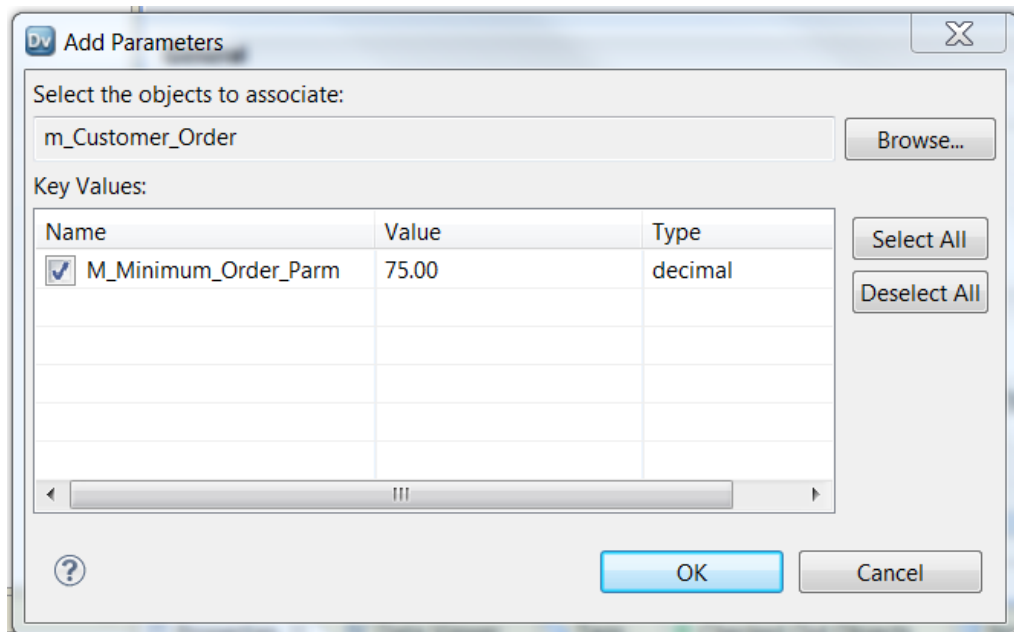 Dv Add Parameters
General
Select the objects to associate:
m_Customer_Order
Browse...
Key Values:
Name Value Type
Select All
M_Minimum_Order_Parm 75.00 decimal
Deselect All
OK Cancel